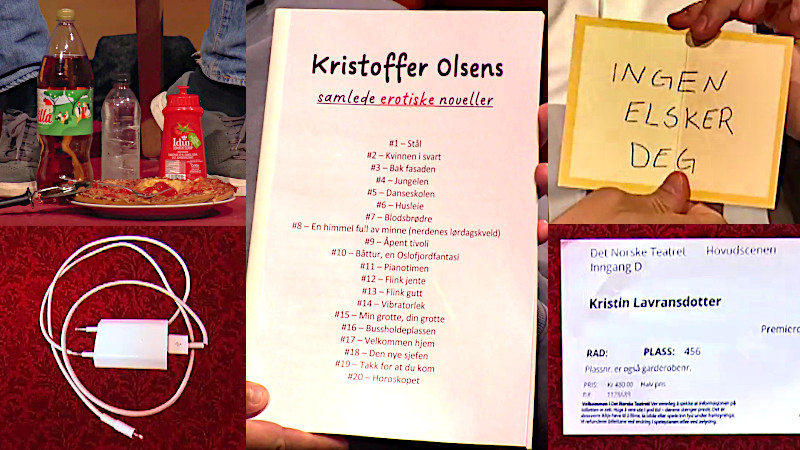 illa
Idun
Kristoffer Olsens
samlede erotiske noveller
#1 – Stål
#2 – Kvinnen i svart
#3 – Bak fasaden
#4 – Jungelen
#5 – Danseskolen
#6 – Husleie
#7 – Blodsbrødre
#8 – En himmel full av minne (nerdenes lørdagskveld)
#9 – Åpent tivoli
#10 – Båttur, en Oslofjordfantasi
#11 – Pianotimen
#12 – Flink jente
#13 – Flink gutt
#14 – Vibratorlek
#15 – Min grotte, din grotte
#16 – Bussholdeplassen
#17 – Velkommen hjem
#18 – Den nye sjefen
#19 – Takk for at du kom
#20 – Horoskopet
INGEN
ELSKER
DEG
Det Norske Teatret Hovudscenen
Inngang D
Kristin Lavransdotter
Premiere
RAD: PLASS: 456
Plassnr. er også garderobenr.
PRIS: Kr 480.00 Halv pris